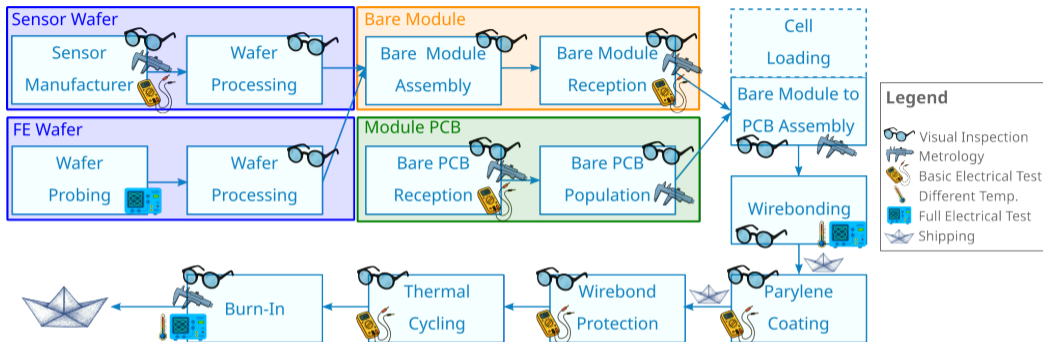 Sensor Wafer
Sensor
Manufacturer
Wafer
Processing
Bare Module
Bare Module
Assembly
Bare Module
Reception
Cell
Loading
Bare Module to
PCB Assembly
FE Wafer
Wafer
Probing
Wafer
Processing
Module PCB
Bare PCB
Reception
Bare PCB
Population
Wirebonding
Legend
Visual Inspection
Metrology
Basic Electrical Test
Different Temp.
Full Electrical Test
Shipping
Burn-In
Thermal
Cycling
Wirebond
Protection
Parylene
Coating